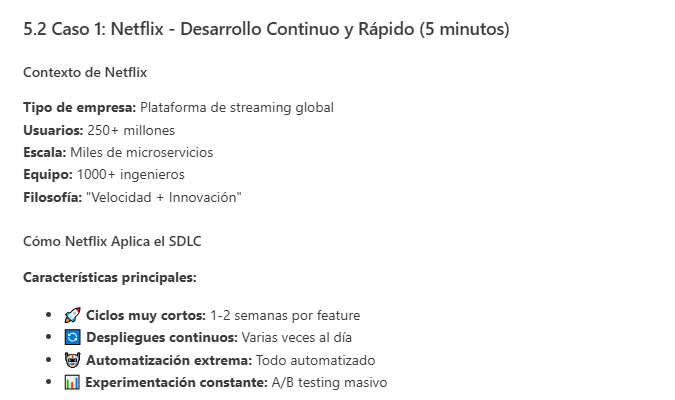 5.2 Caso 1: Netflix - Desarrollo Continuo y Rápido (5 minutos)
Contexto de Netflix
Tipo de empresa: Plataforma de streaming global
Usuarios: 250+ millones
Escala: Miles de microservicios
Equipo: 1000+ ingenieros
Filosofía: "Velocidad + Innovación"
Cómo Netflix Aplica el SDLC
Características principales:
• 🚀 Ciclos muy cortos: 1-2 semanas por feature
• 🔄 Despliegues continuos: Varias veces al día
• 🤖 Automatización extrema: Todo automatizado
• 📊 Experimentación constante: A/B testing masivo